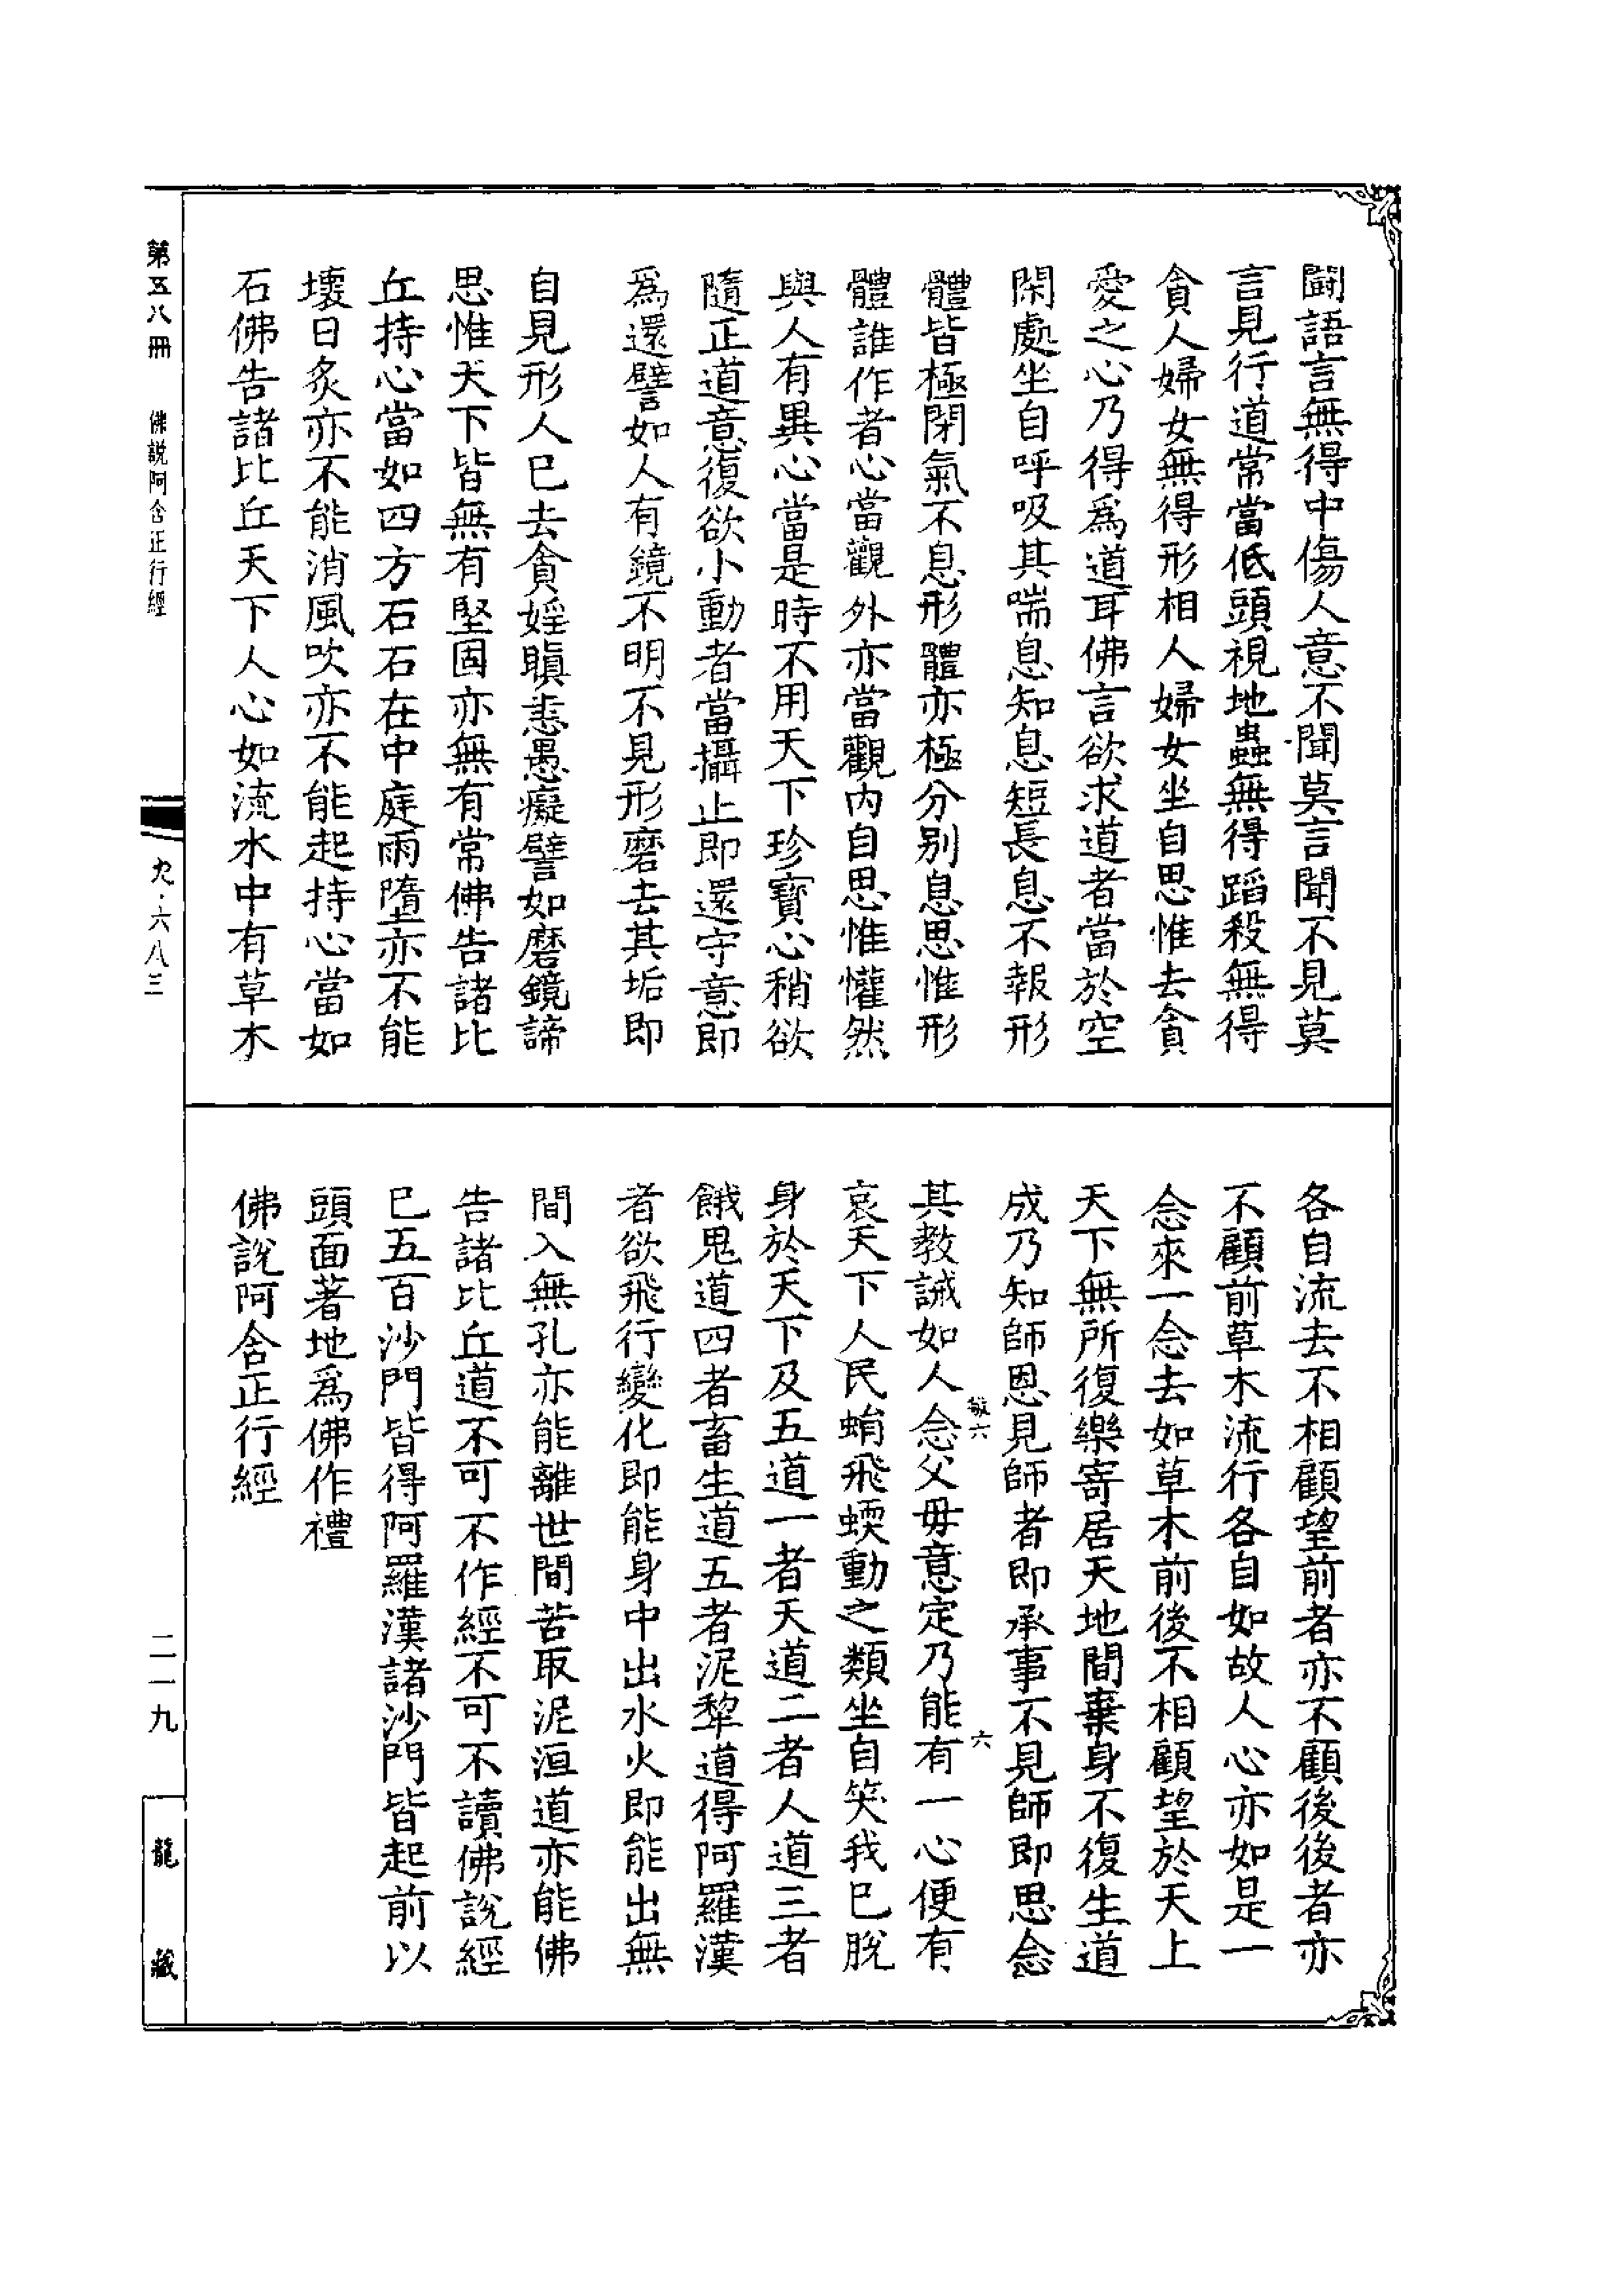 鬭語言無得中傷人意不聞莫言聞不見莫
言見行道常當低頭視地蟲無得蹈殺無得
貪人婦女無得形相人婦女坐自思惟去貪
愛之心乃得爲道耳佛言欲求道者當於空
閑處坐自呼吸其喘息知息短長息不報形
體皆極閉氣不息形體亦極分別息思惟形
體誰作者心當觀外亦當觀內自思惟懽然
與人有異心當是時不用天下珍寶心稍欲
隨正道意復欲小動者當攝止即還守意即
爲還譬如人有鏡不明不見形磨去其垢即
自見形人已去貪婬瞋恚愚癡譬如磨鏡諦
思惟天下皆無有堅固亦無有常佛告諸比
丘持心當如四方石石在中庭雨墮亦不能
壞日炙亦不能消風吹亦不能起持心當如
石佛告諸比丘天下人心如流水中有草木
各自流去不相顧望前者亦不顧後後者亦
不顧前草木流行各自如故人心亦如是一
念來一念去如草木前後不相顧望於天上
天下無所復樂寄居天地間棄身不復生道
成乃知師恩見師者即承事不見師即思念
其教誡如人念父毋意定乃能有一心便有
敬六
六
哀天下人民蜎飛蝡動之類坐自笑我已脫
身於天下及五道一者天道二者人道三者
餓鬼道四者畜生道五者泥犂道得阿羅漢
者欲飛行變化即能身中出水火即能出無
間入無孔亦能離世間苦取泥洹道亦能佛
告諸比丘道不可不作經不可不讀佛說經
已五百沙門皆得阿羅漢諸沙門皆起前以
頭面著地爲佛作禮
佛說阿含正行經
第五八冊
佛說阿含正行經
九·六八三
二一九
龍藏